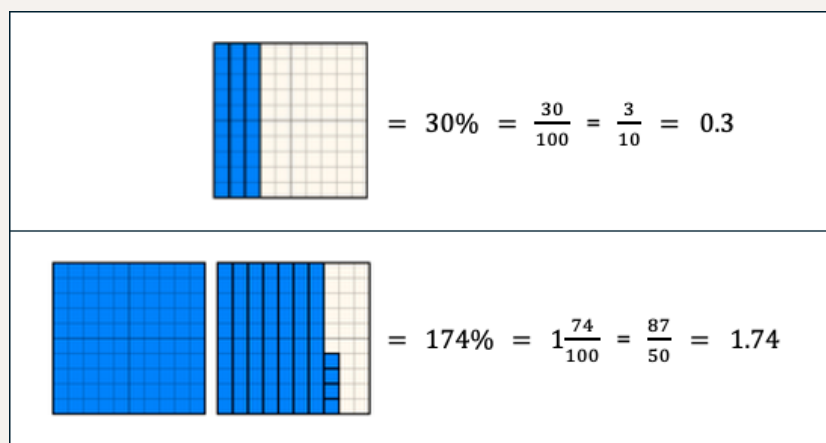 = 30% = 30/100 = 3/10 = 0.3
= 174% = 1 74/100 = 87/50 = 1.74